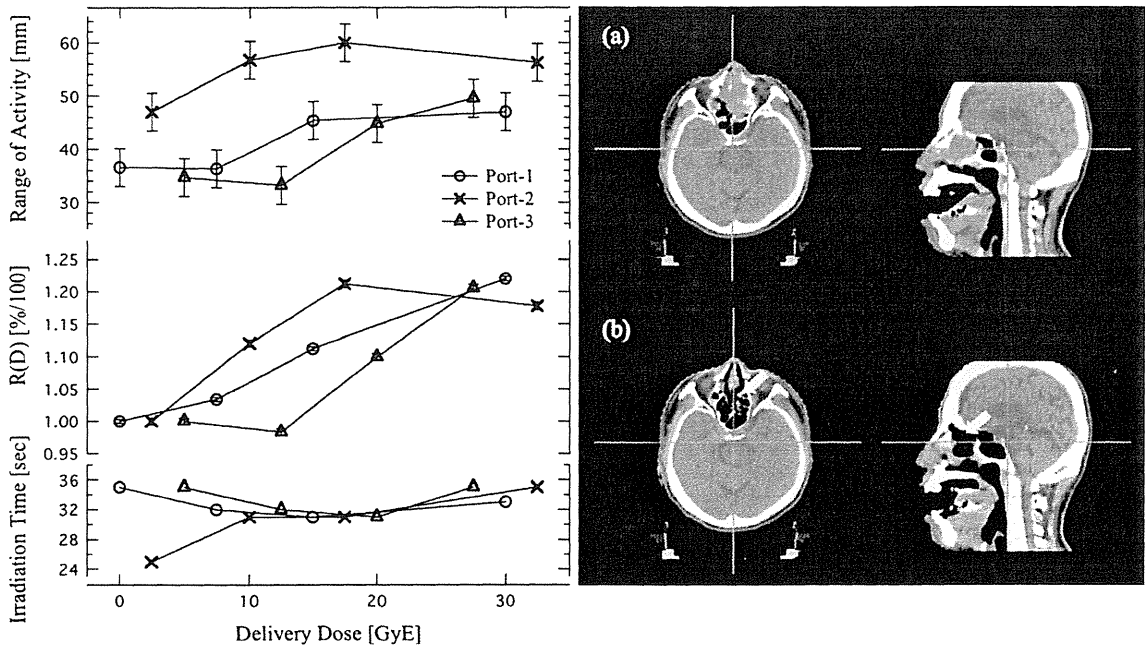 Range of Activity [mm]
60
50
40
30
Port-1
Port-2
Port-3
R(D) [%/100]
1.25
1.20
1.15
1.10
1.05
1.00
0.95
Irradiation Time [sec]
36
32
28
24
0
10
20
30
Delivery Dose [GyE]
(a)
(b)